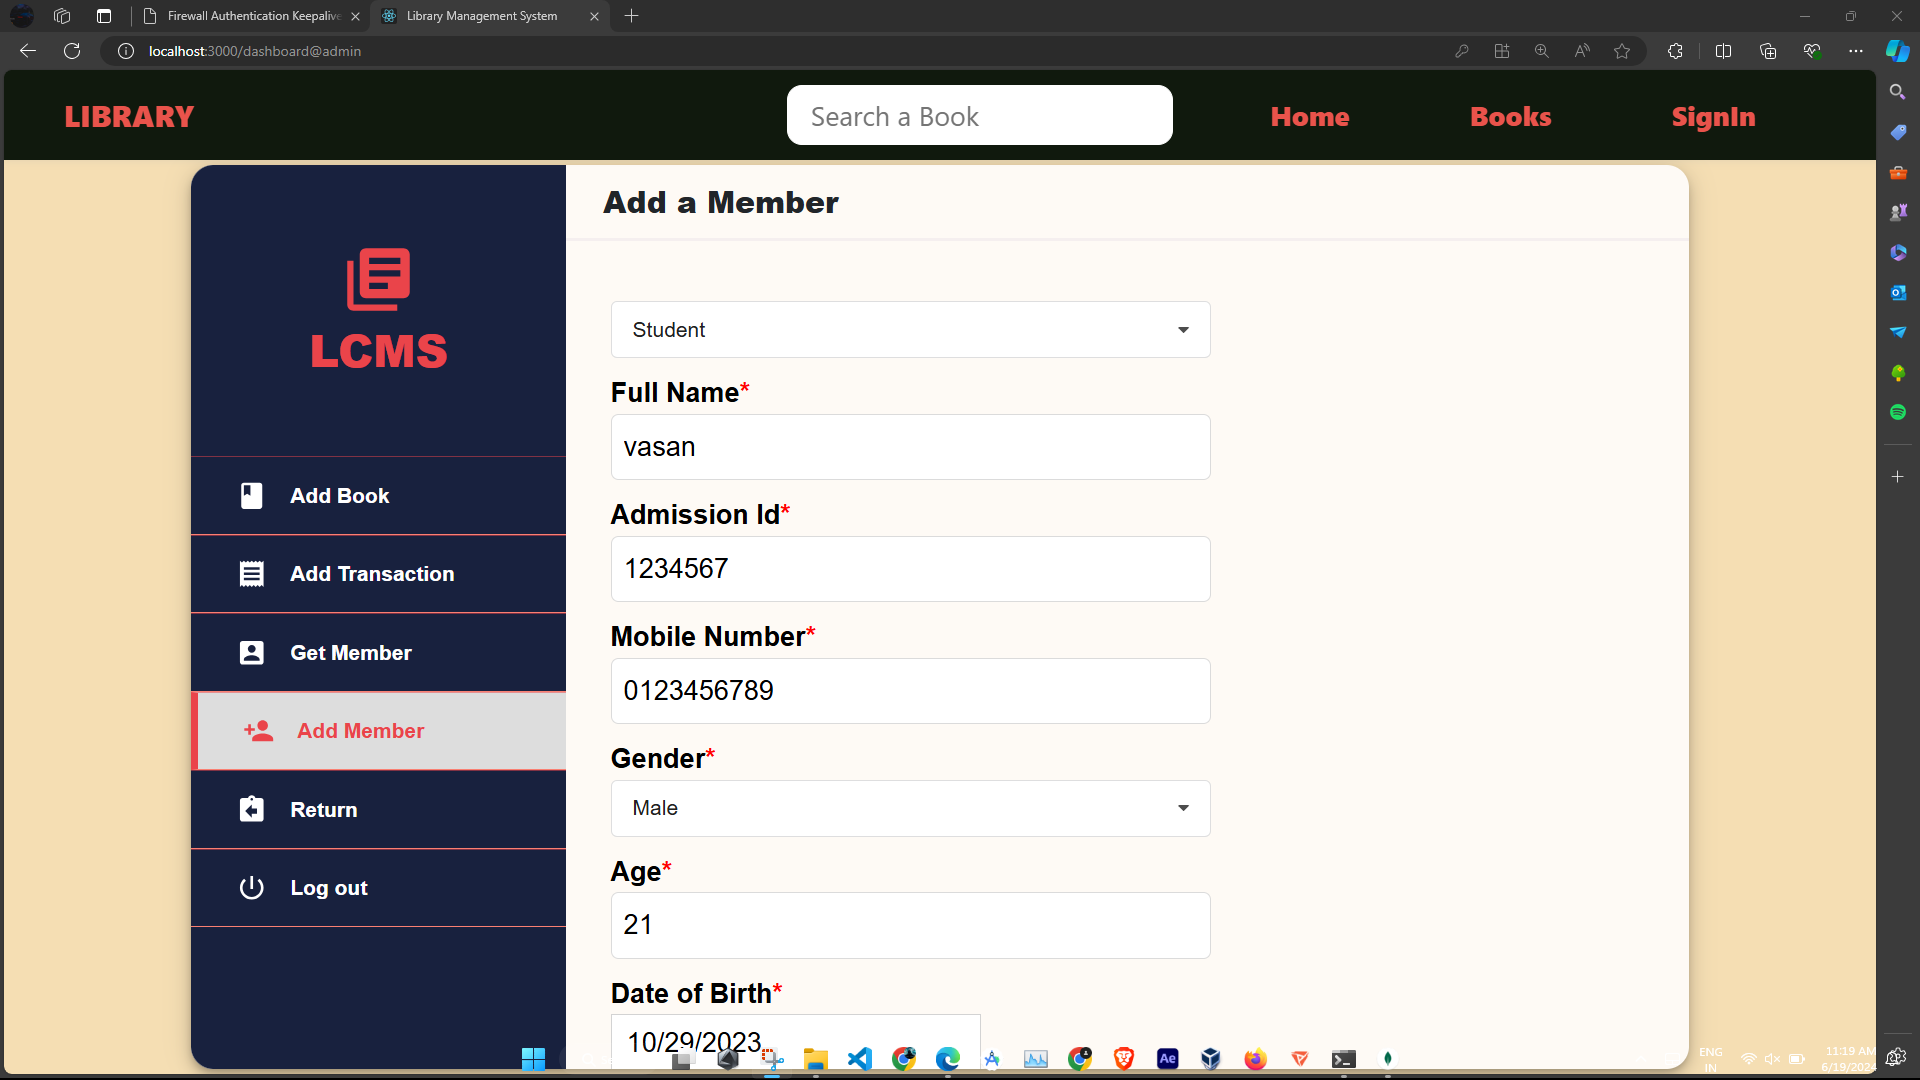 Firewall Authentication Keepalive
Library Management System
localhost:3000/dashboard@admin
LIBRARY
Search a Book
Home
Books
SignIn
LCMS
Add Book
Add Transaction
Get Member
Add Member
Return
Log out
Add a Member
Student
Full Name*
vasan
Admission Id*
1234567
Mobile Number*
0123456789
Gender*
Male
Age*
21
Date of Birth*
10/29/2023
Ae
ENG
IN
11:19 AM
6/19/2024